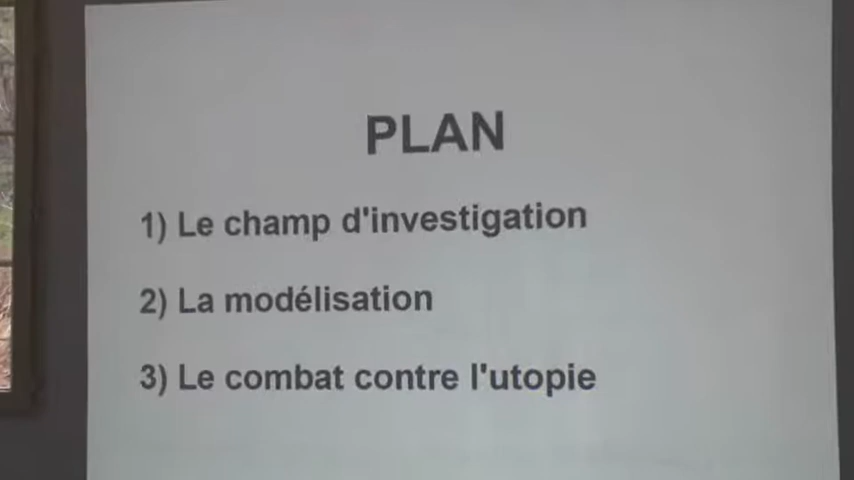 PLAN
1) Le champ d'investigation
2) La modélisation
3) Le combat contre l'utopie